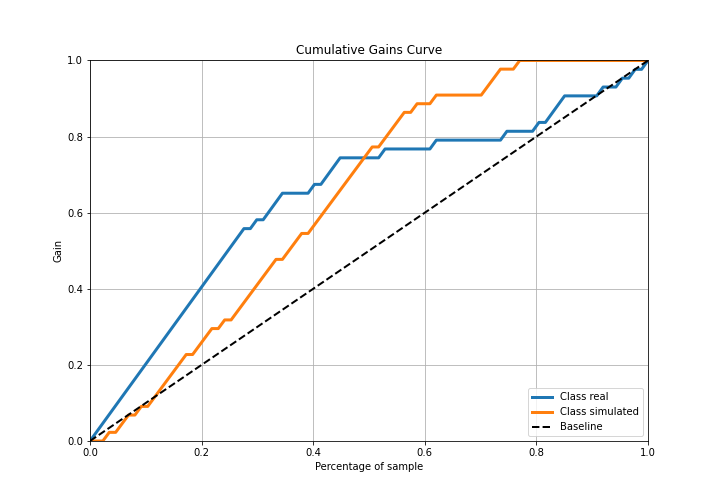 Cumulative Gains Curve
1.0
0.8
0.6
0.4
0.2
0.0
Gain
0.0 0.2 0.4 0.6 0.8 1.0
Percentage of sample
Class real
Class simulated
Baseline